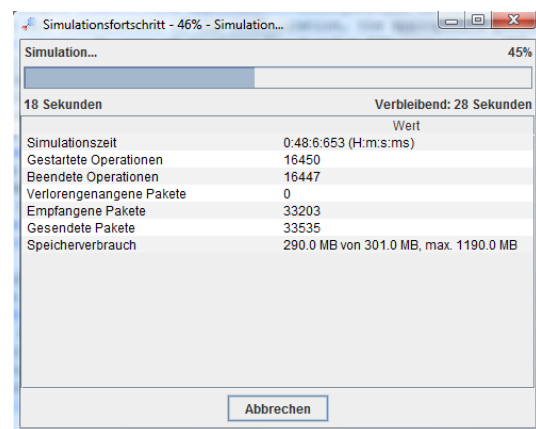 Simulationsfortschritt - 46% - Simulation...
Simulation... 45%
18 Sekunden Verbleibend: 28 Sekunden
Wert
Simulationszeit 0:48:6:653 (H:m:s:ms)
Gestartete Operationen 16450
Beendete Operationen 16447
Verlorengenangene Pakete 0
Empfangene Pakete 33203
Gesendete Pakete 33535
Speicherverbrauch 290.0 MB von 301.0 MB, max. 1190.0 MB
Abbrechen